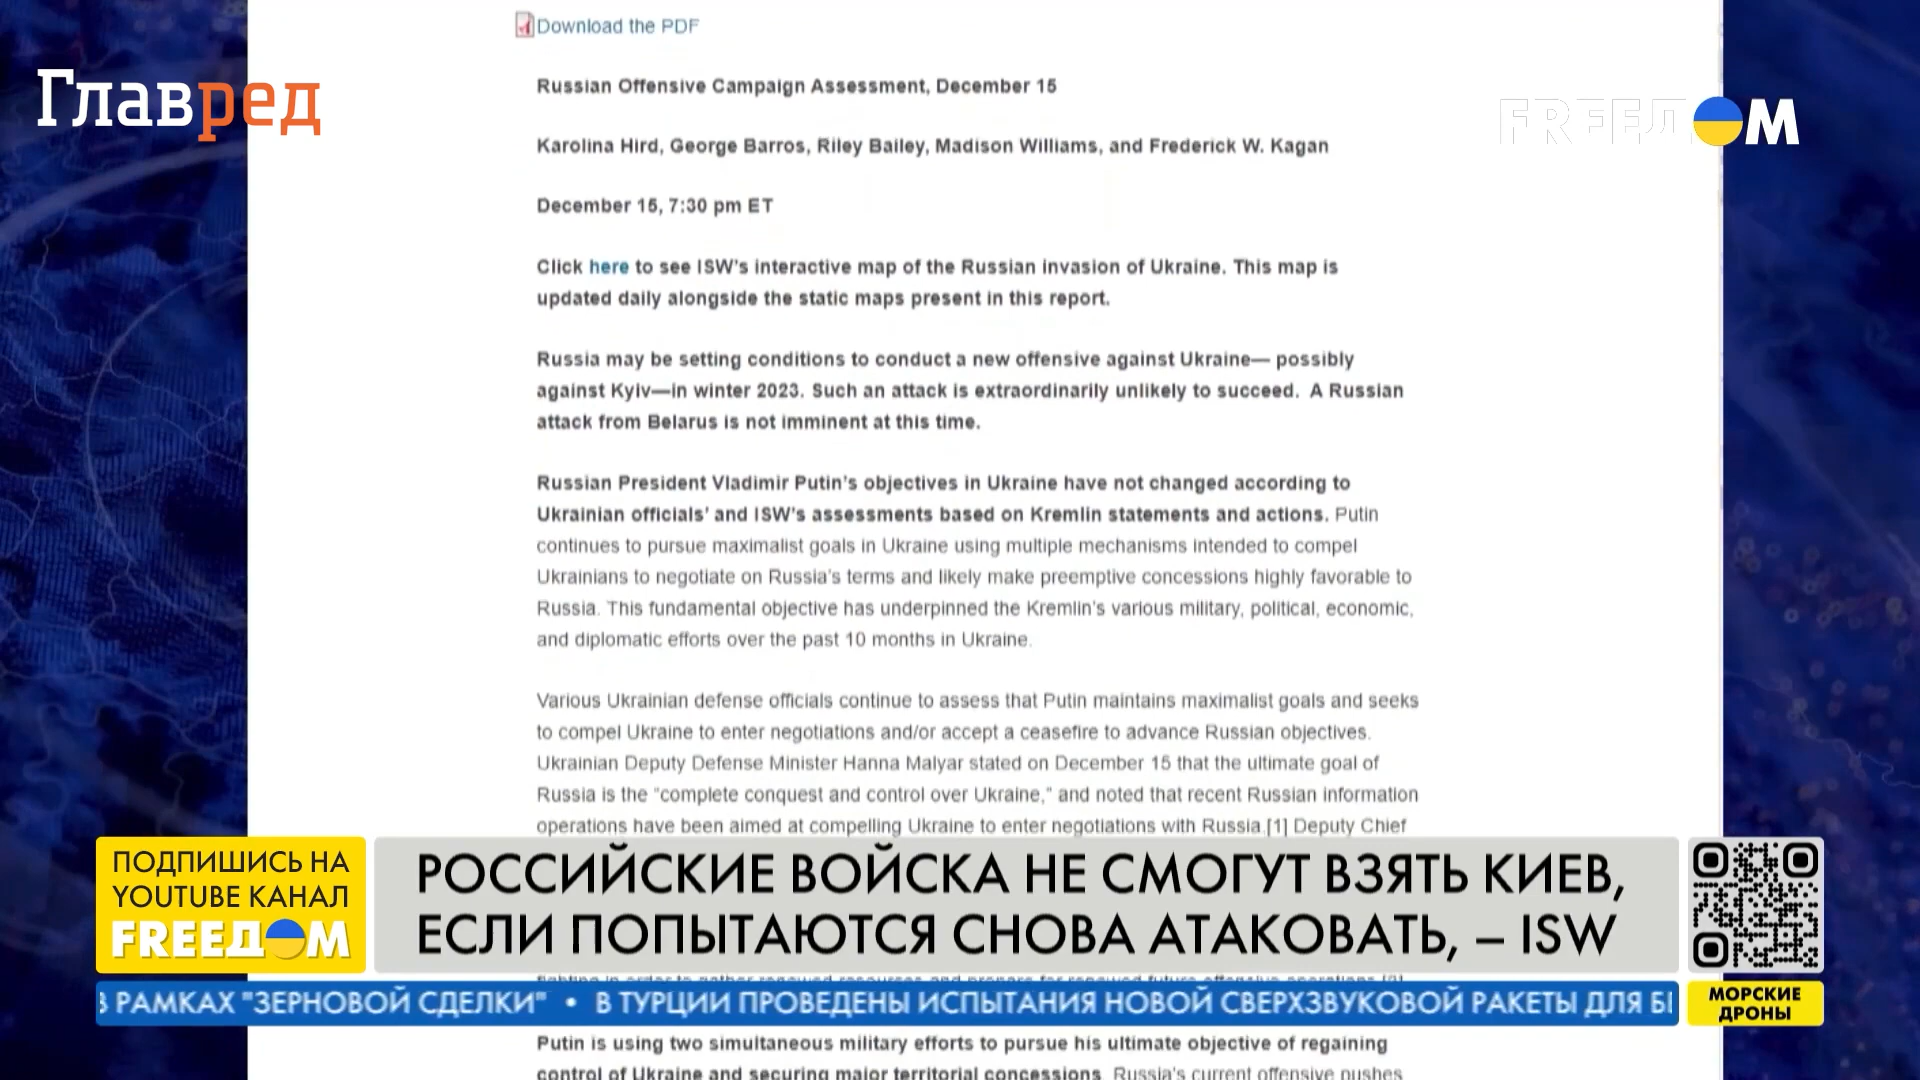 Download the PDF
Главред
FREEДOM
Russian Offensive Campaign Assessment, December 15
Karolina Hird, George Barros, Riley Bailey, Madison Williams, and Frederick W. Kagan
December 15, 7:30 pm ET
Click here to see ISW's interactive map of the Russian invasion of Ukraine. This map is
updated daily alongside the static maps present in this report.
Russia may be setting conditions to conduct a new offensive against Ukraine— possibly
against Kyiv—in winter 2023. Such an attack is extraordinarily unlikely to succeed. A Russian
attack from Belarus is not imminent at this time.
Russian President Vladimir Putin's objectives in Ukraine have not changed according to
Ukrainian officials' and ISW's assessments based on Kremlin statements and actions. Putin
continues to pursue maximalist goals in Ukraine using multiple mechanisms intended to compel
Ukrainians to negotiate on Russia's terms and likely make preemptive concessions highly favorable to
Russia. This fundamental objective has underpinned the Kremlin's various military, political, economic,
and diplomatic efforts over the past 10 months in Ukraine.
Various Ukrainian defense officials continue to assess that Putin maintains maximalist goals and seeks
to compel Ukraine to enter negotiations and/or accept a ceasefire to advance Russian objectives.
Ukrainian Deputy Defense Minister Hanna Malyar stated on December 15 that the ultimate goal of
Russia is the "complete conquest and control over Ukraine," and noted that recent Russian information
operations have been aimed at compelling Ukraine to enter negotiations with Russia.[1] Deputy Chief
ПОДПИШИСЬ НА
YOUTUBE КАНАЛ
FREEДOM
РОССИЙСКИЕ ВОЙСКА НЕ СМОГУТ ВЗЯТЬ КИЕВ,
ЕСЛИ ПОПЫТАЮТСЯ СНОВА АТАКОВАТЬ, – ISW
В РАМКАХ "ЗЕРНОВОЙ СДЕЛКИ" • В ТУРЦИИ ПРОВЕДЕНЫ ИСПЫТАНИЯ НОВОЙ СВЕРХЗВУКОВОЙ РАКЕТЫ ДЛЯ
МОРСКИЕ
ДРОНЫ
Putin is using two simultaneous military efforts to pursue his ultimate objective of regaining
control of Ukraine and securing major territorial concessions. Russia's current offensive pushes